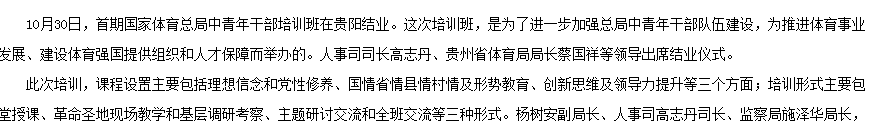 10月30日，首期国家体育总局中青年干部培训班在贵阳结业。这次培训班，是为了进一步加强总局中青年干部队伍建设，为推进体育事业
发展、建设体育强国提供组织和人才保障而举办的。人事司司长高志丹、贵州省体育局局长蔡国祥等领导出席结业仪式。
此次培训，课程设置主要包括理想信念和党性修养、国情省情县情村情及形势教育、创新思维及领导力提升等三个方面；培训形式主要包
堂授课、革命圣地现场教学和基层调研考察、主题研讨交流和全班交流等三种形式。杨树安副局长、人事司高志丹司长、监察局施泽华局长，